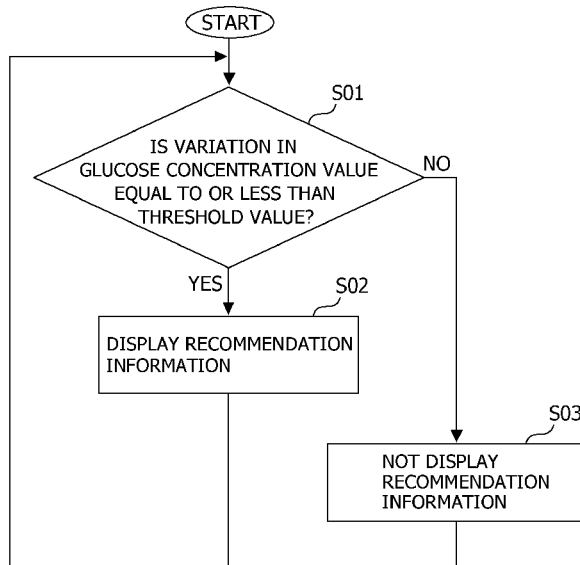 START
S01
IS VARIATION IN
GLUCOSE CONCENTRATION VALUE
EQUAL TO OR LESS THAN
THRESHOLD VALUE?
NO
YES
S02
DISPLAY RECOMMENDATION
INFORMATION
S03
NOT DISPLAY
RECOMMENDATION
INFORMATION